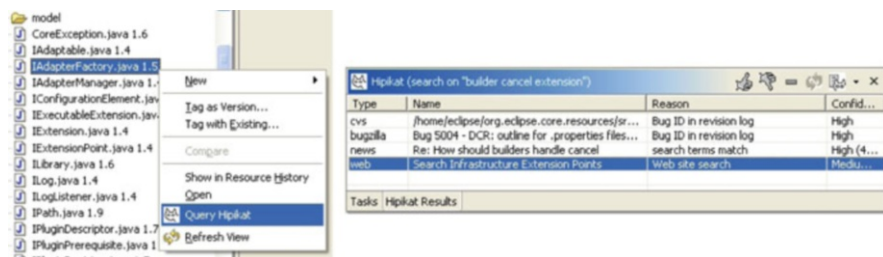 model
CoreException.java 1.6
IAdaptable.java 1.4
IAdapterFactory.java 1.5
IAdapterManager.java 1.
IConfigurationElement.jav
IExecutableExtension.jav
IExtension.java 1.4
IExtensionPoint.java 1.4
ILibrary.java 1.6
ILog.java 1.4
ILogListener.java 1.4
IPath.java 1.9
IPluginDescriptor.java 1.7
IPluginPrerequisite.java 1
New
Tag as Version...
Tag with Existing...
Compare
Show in Resource History
Open
Query Hipikat
Refresh View
Hipikat (search on "builder cancel extension")
Type Name Reason Confid...
cvs /home/eclipse/org.eclipse.core.resources/sr... Bug ID in revision log High
bugzilla Bug 5004 - DCR: outline for .properties files... Bug ID in revision log High
news Re: How should builders handle cancel search terms match High (4...
web Search Infrastructure Extension Points Web site search Mediu...
Tasks Hipikat Results